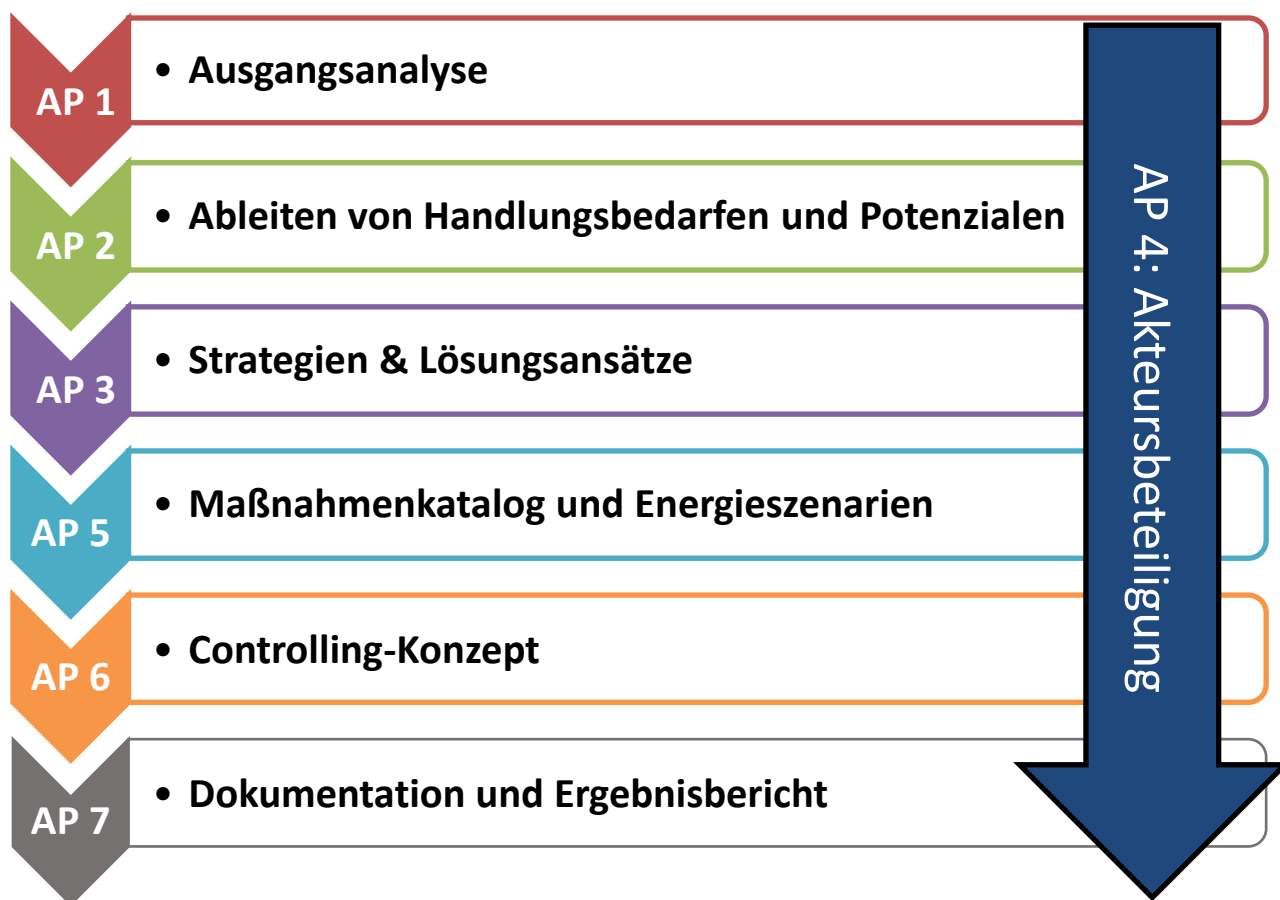 AP 1
• Ausgangsanalyse
AP 2
• Ableiten von Handlungsbedarfen und Potenzialen
AP 3
• Strategien & Lösungsansätze
AP 5
• Maßnahmenkatalog und Energieszenarien
AP 6
• Controlling-Konzept
AP 7
• Dokumentation und Ergebnisbericht
AP 4: Akteursbeteiligung